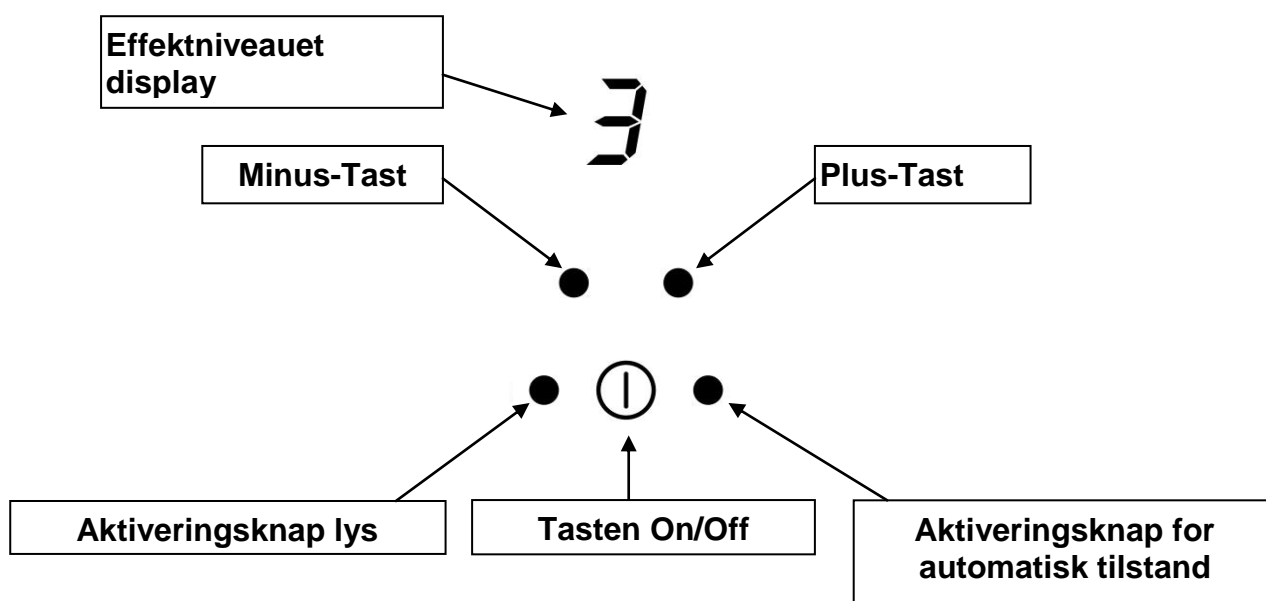 Effektniveauet
display
3
Minus-Tast
Plus-Tast
Aktiveringsknap lys
Tasten On/Off
Aktiveringsknap for
automatisk tilstand